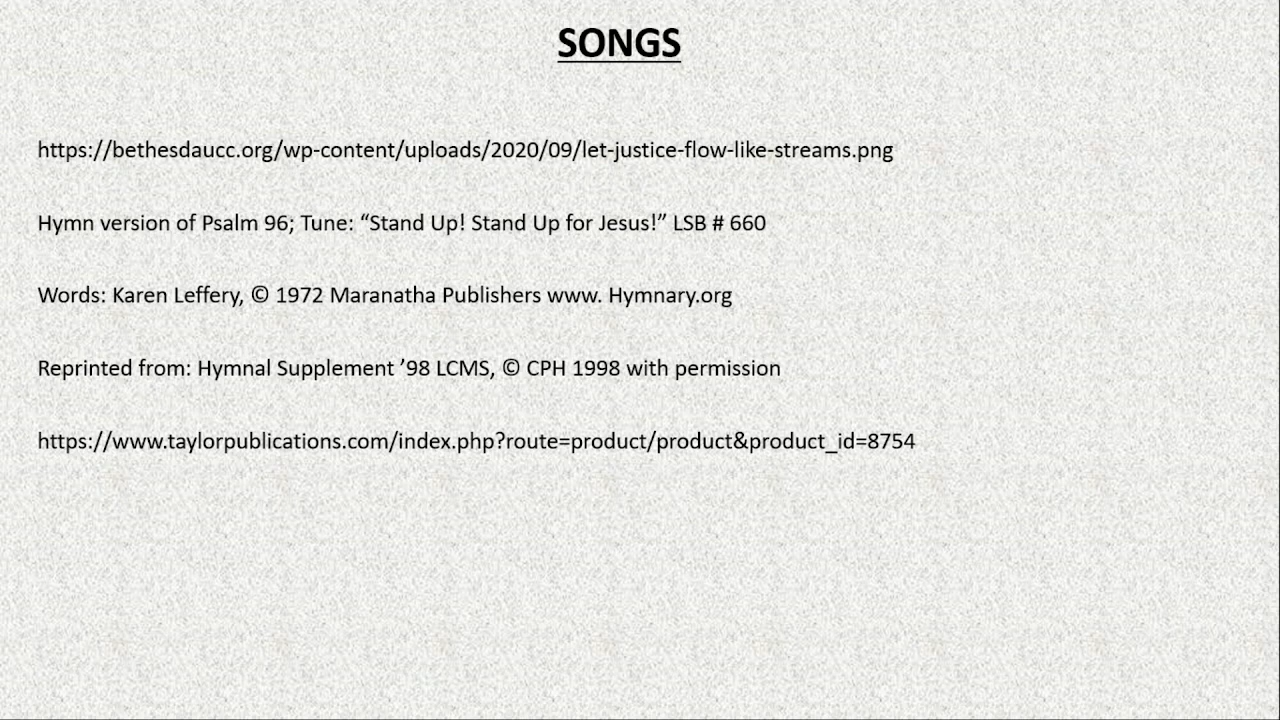 SONGS
https://bethesdaucc.org/wp-content/uploads/2020/09/let-justice-flow-like-streams.png
Hymn version of Psalm 96; Tune: “Stand Up! Stand Up for Jesus!” LSB # 660
Words: Karen Leffery, © 1972 Maranatha Publishers www. Hymnary.org
Reprinted from: Hymnal Supplement ’98 LCMS, © CPH 1998 with permission
https://www.taylorpublications.com/index.php?route=product/product&product_id=8754